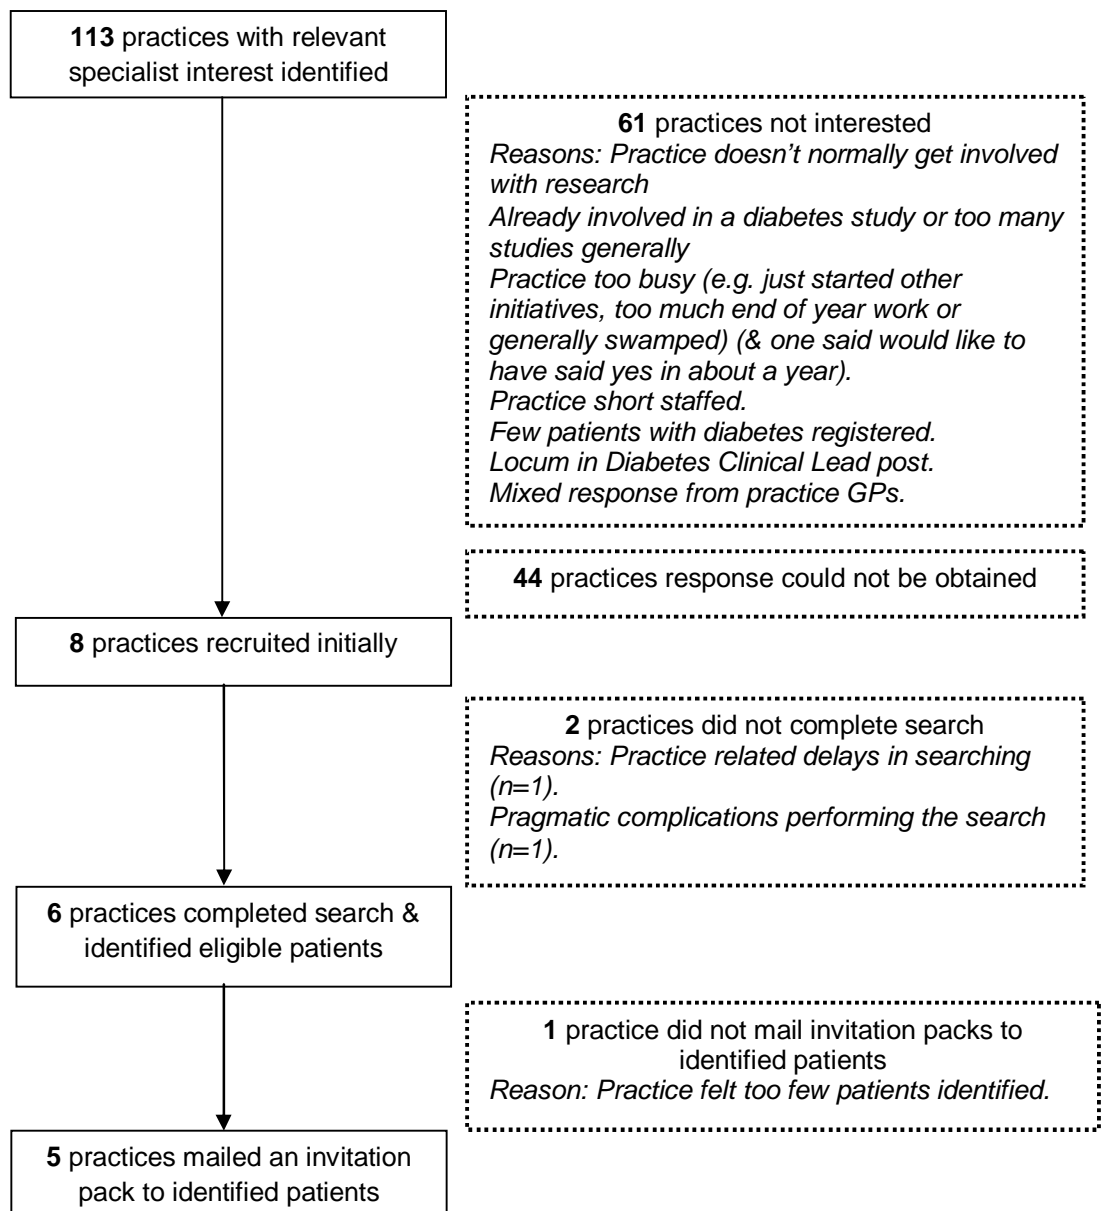 113 practices with relevant
specialist interest identified
61 practices not interested
Reasons: Practice doesn’t normally get involved
with research
Already involved in a diabetes study or too many
studies generally
Practice too busy (e.g. just started other
initiatives, too much end of year work or
generally swamped) (& one said would like to
have said yes in about a year).
Practice short staffed.
Few patients with diabetes registered.
Locum in Diabetes Clinical Lead post.
Mixed response from practice GPs.
44 practices response could not be obtained
8 practices recruited initially
2 practices did not complete search
Reasons: Practice related delays in searching
(n=1).
Pragmatic complications performing the search
(n=1).
6 practices completed search &
identified eligible patients
1 practice did not mail invitation packs to
identified patients
Reason: Practice felt too few patients identified.
5 practices mailed an invitation
pack to identified patients